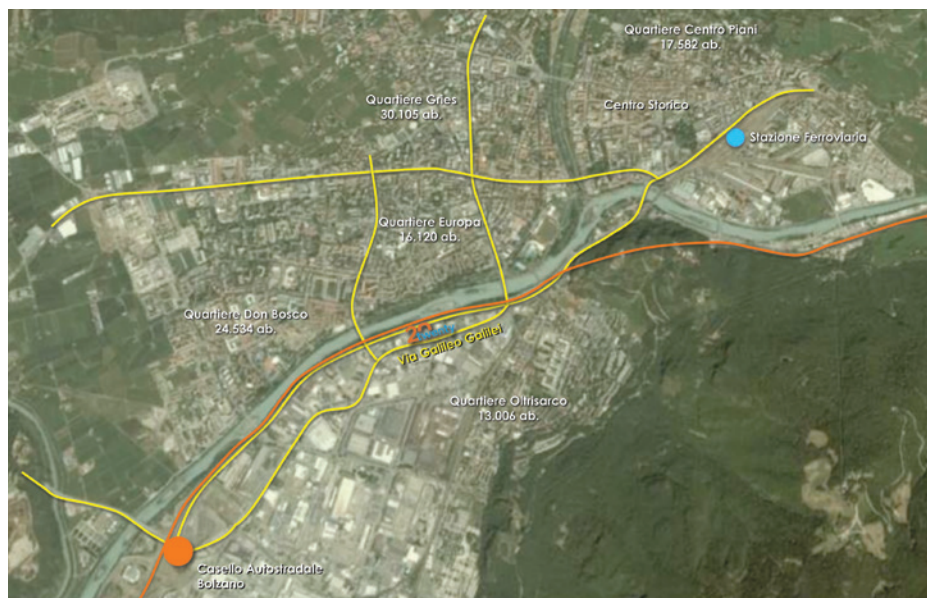 Quartiere Centro Piani
17.582 ab.
Quartiere Gries
30.105 ab.
Centro Storico
Stazione Ferroviaria
Quartiere Europa
16.120 ab.
Quartiere Don Bosco
24.534 ab.
Via Galileo Galilei
Quartiere Oltrisarco
13.006 ab.
Casello Autostradale
Bolzano